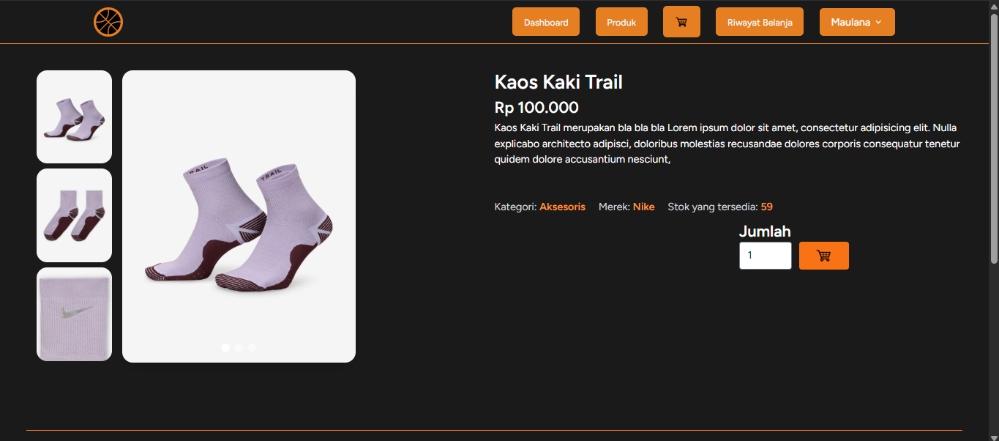 Dashboard
Produk
Riwayat Belanja
Maulana
Kaos Kaki Trail
Rp 100.000
Kaos Kaki Trail merupakan bla bla bla Lorem ipsum dolor sit amet, consectetur adipisicing elit. Nulla
explicabo architecto adipisci, doloribus molestias recusandae dolores corporis consequatur tenetur
quidem dolore accusantium nesciunt,
Kategori: Aksesoris Merek: Nike Stok yang tersedia: 59
Jumlah
1
TRAIL